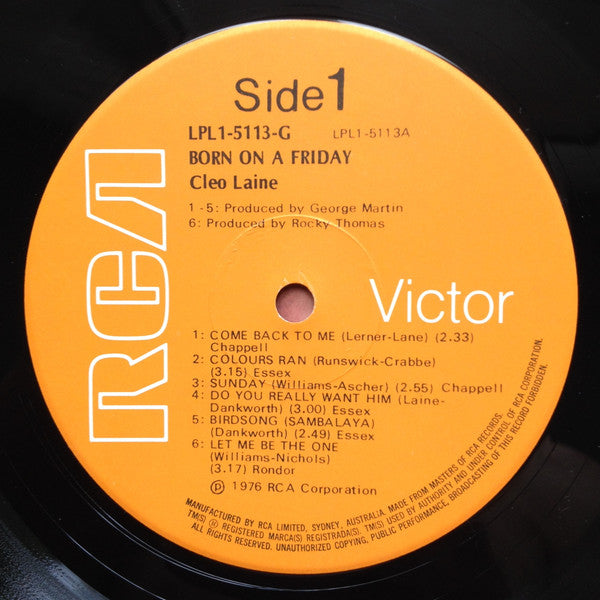 Side 1
LPL1-5113-G LPL1-5113A
BORN ON A FRIDAY
Cleo Laine
1 -5: Produced by George Martin
6: Produced by Rocky Thomas
RCA
Victor
1: COME BACK TO ME (Lerner-Lane) (2.33)
Chappell
2: COLOURS RAN (Runswick-Crabbe)
(3.15) Essex
3: SUNDAY (Williams-Ascher) (2.55) Chappell
4: DO YOU REALLY WANT HIM (Laine-
Dankworth) (3.00) Essex
5: BIRDSONG (SAMBALAYA)
(Dankworth) (2.49) Essex
6: LET ME BE THE ONE
(Williams-Nichols)
(3.17) Rondor
℗ 1976 RCA Corporation
MANUFACTURED BY RCA LIMITED, SYDNEY, AUSTRALIA. MADE FROM MASTERS OF RCA RECORDS.
TM(S) ® REGISTERED MARCA(S) REGISTRADA(S). TM(S) USED BY AUTHORITY AND UNDER CONTROL OF RCA CORPORATION.
ALL RIGHTS RESERVED. UNAUTHORIZED COPYING, PUBLIC PERFORMANCE, BROADCASTING OF THIS RECORD FORBIDDEN.